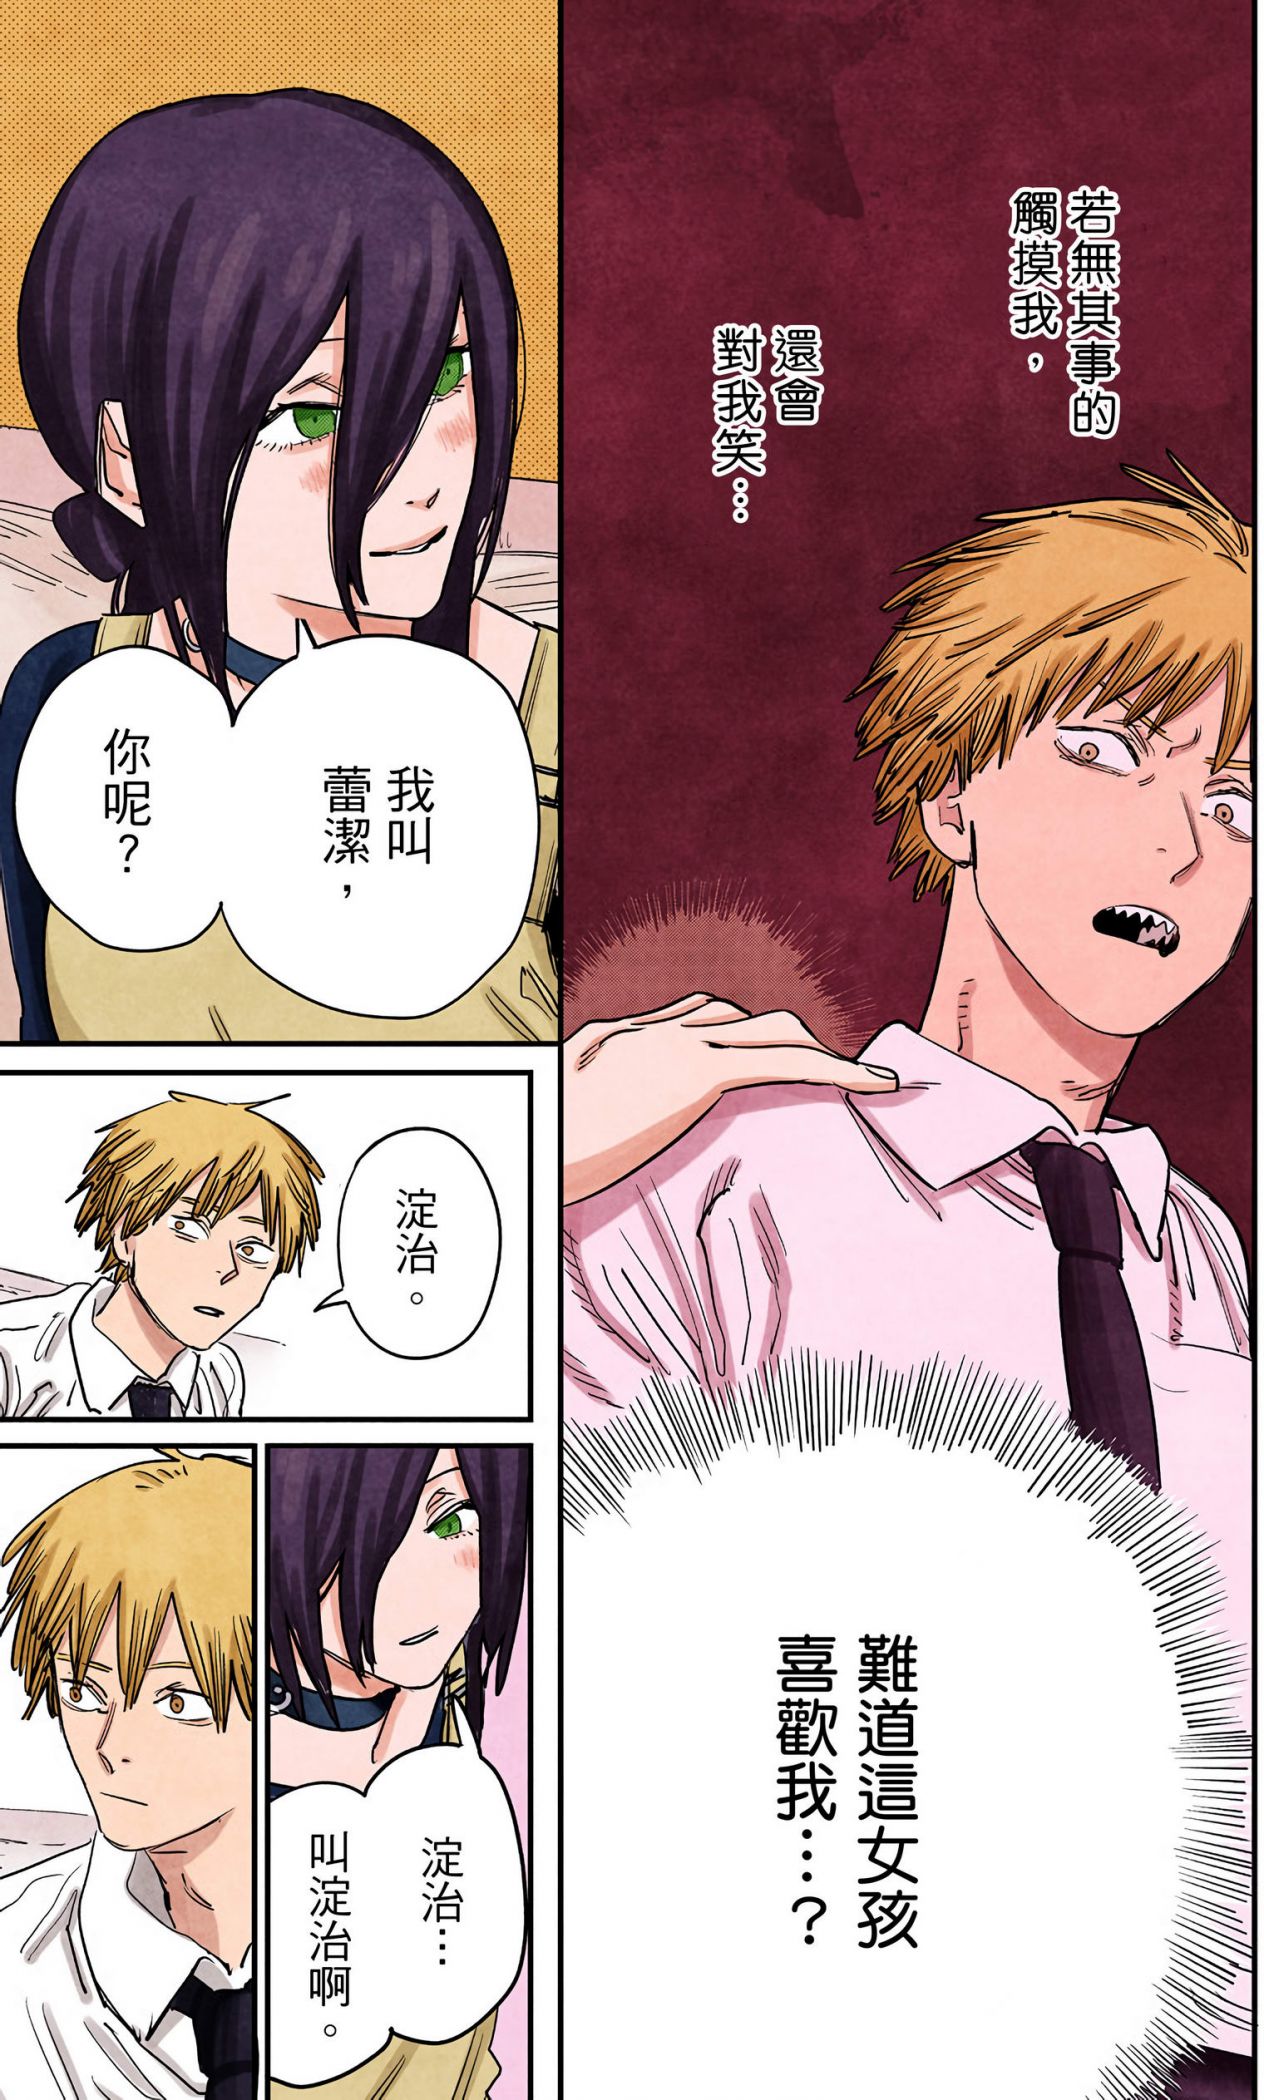 若無其事的
觸摸我，
還會
對我笑…
難道這女孩
喜歡我…？
我叫
蕾潔，
你呢？
淀治。
淀治…
叫淀治啊。